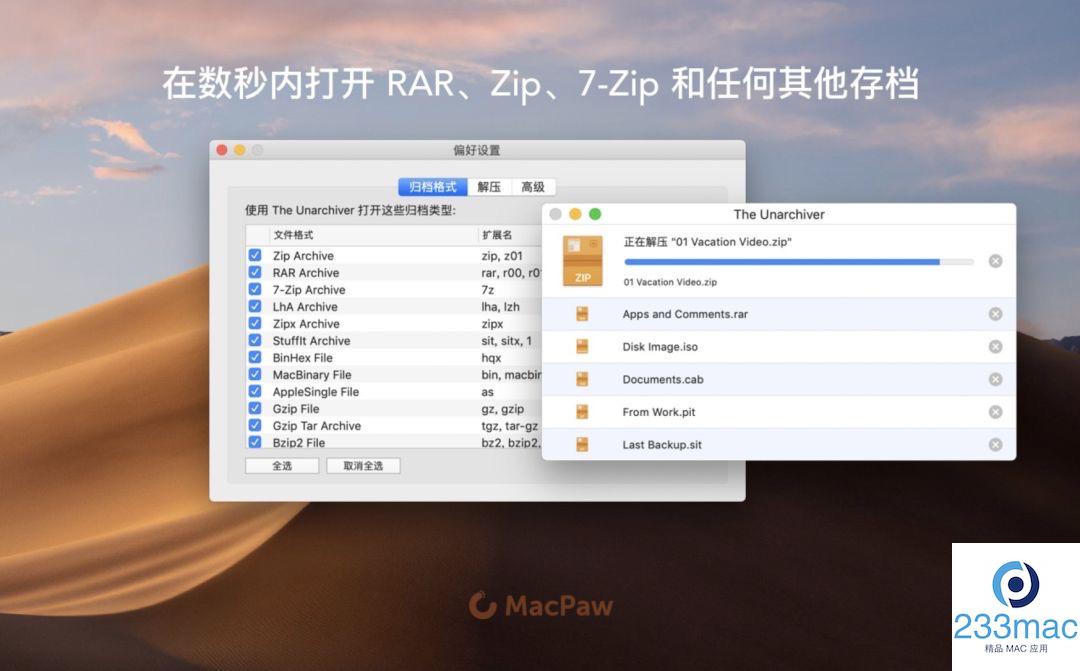 在数秒内打开 RAR、Zip、7-Zip 和任何其他存档
偏好设置
归档格式 解压 高级
使用 The Unarchiver 打开这些归档类型:
文件格式 扩展名
Zip Archive zip, z01
RAR Archive rar, r00, r01
7-Zip Archive 7z
LhA Archive lha, lzh
Zipx Archive zipx
StuffIt Archive sit, sitx, 1
BinHex File hqx
MacBinary File bin, macbin
AppleSingle File as
Gzip File gz, gzip
Gzip Tar Archive tgz, tar-gz
Bzip2 File bz2, bzip2,
全选 取消全选
The Unarchiver
正在解压 "01 Vacation Video.zip"
ZIP
01 Vacation Video.zip
Apps and Comments.rar
Disk Image.iso
Documents.cab
From Work.pit
Last Backup.sit
MacPaw
233mac
精品 MAC 应用